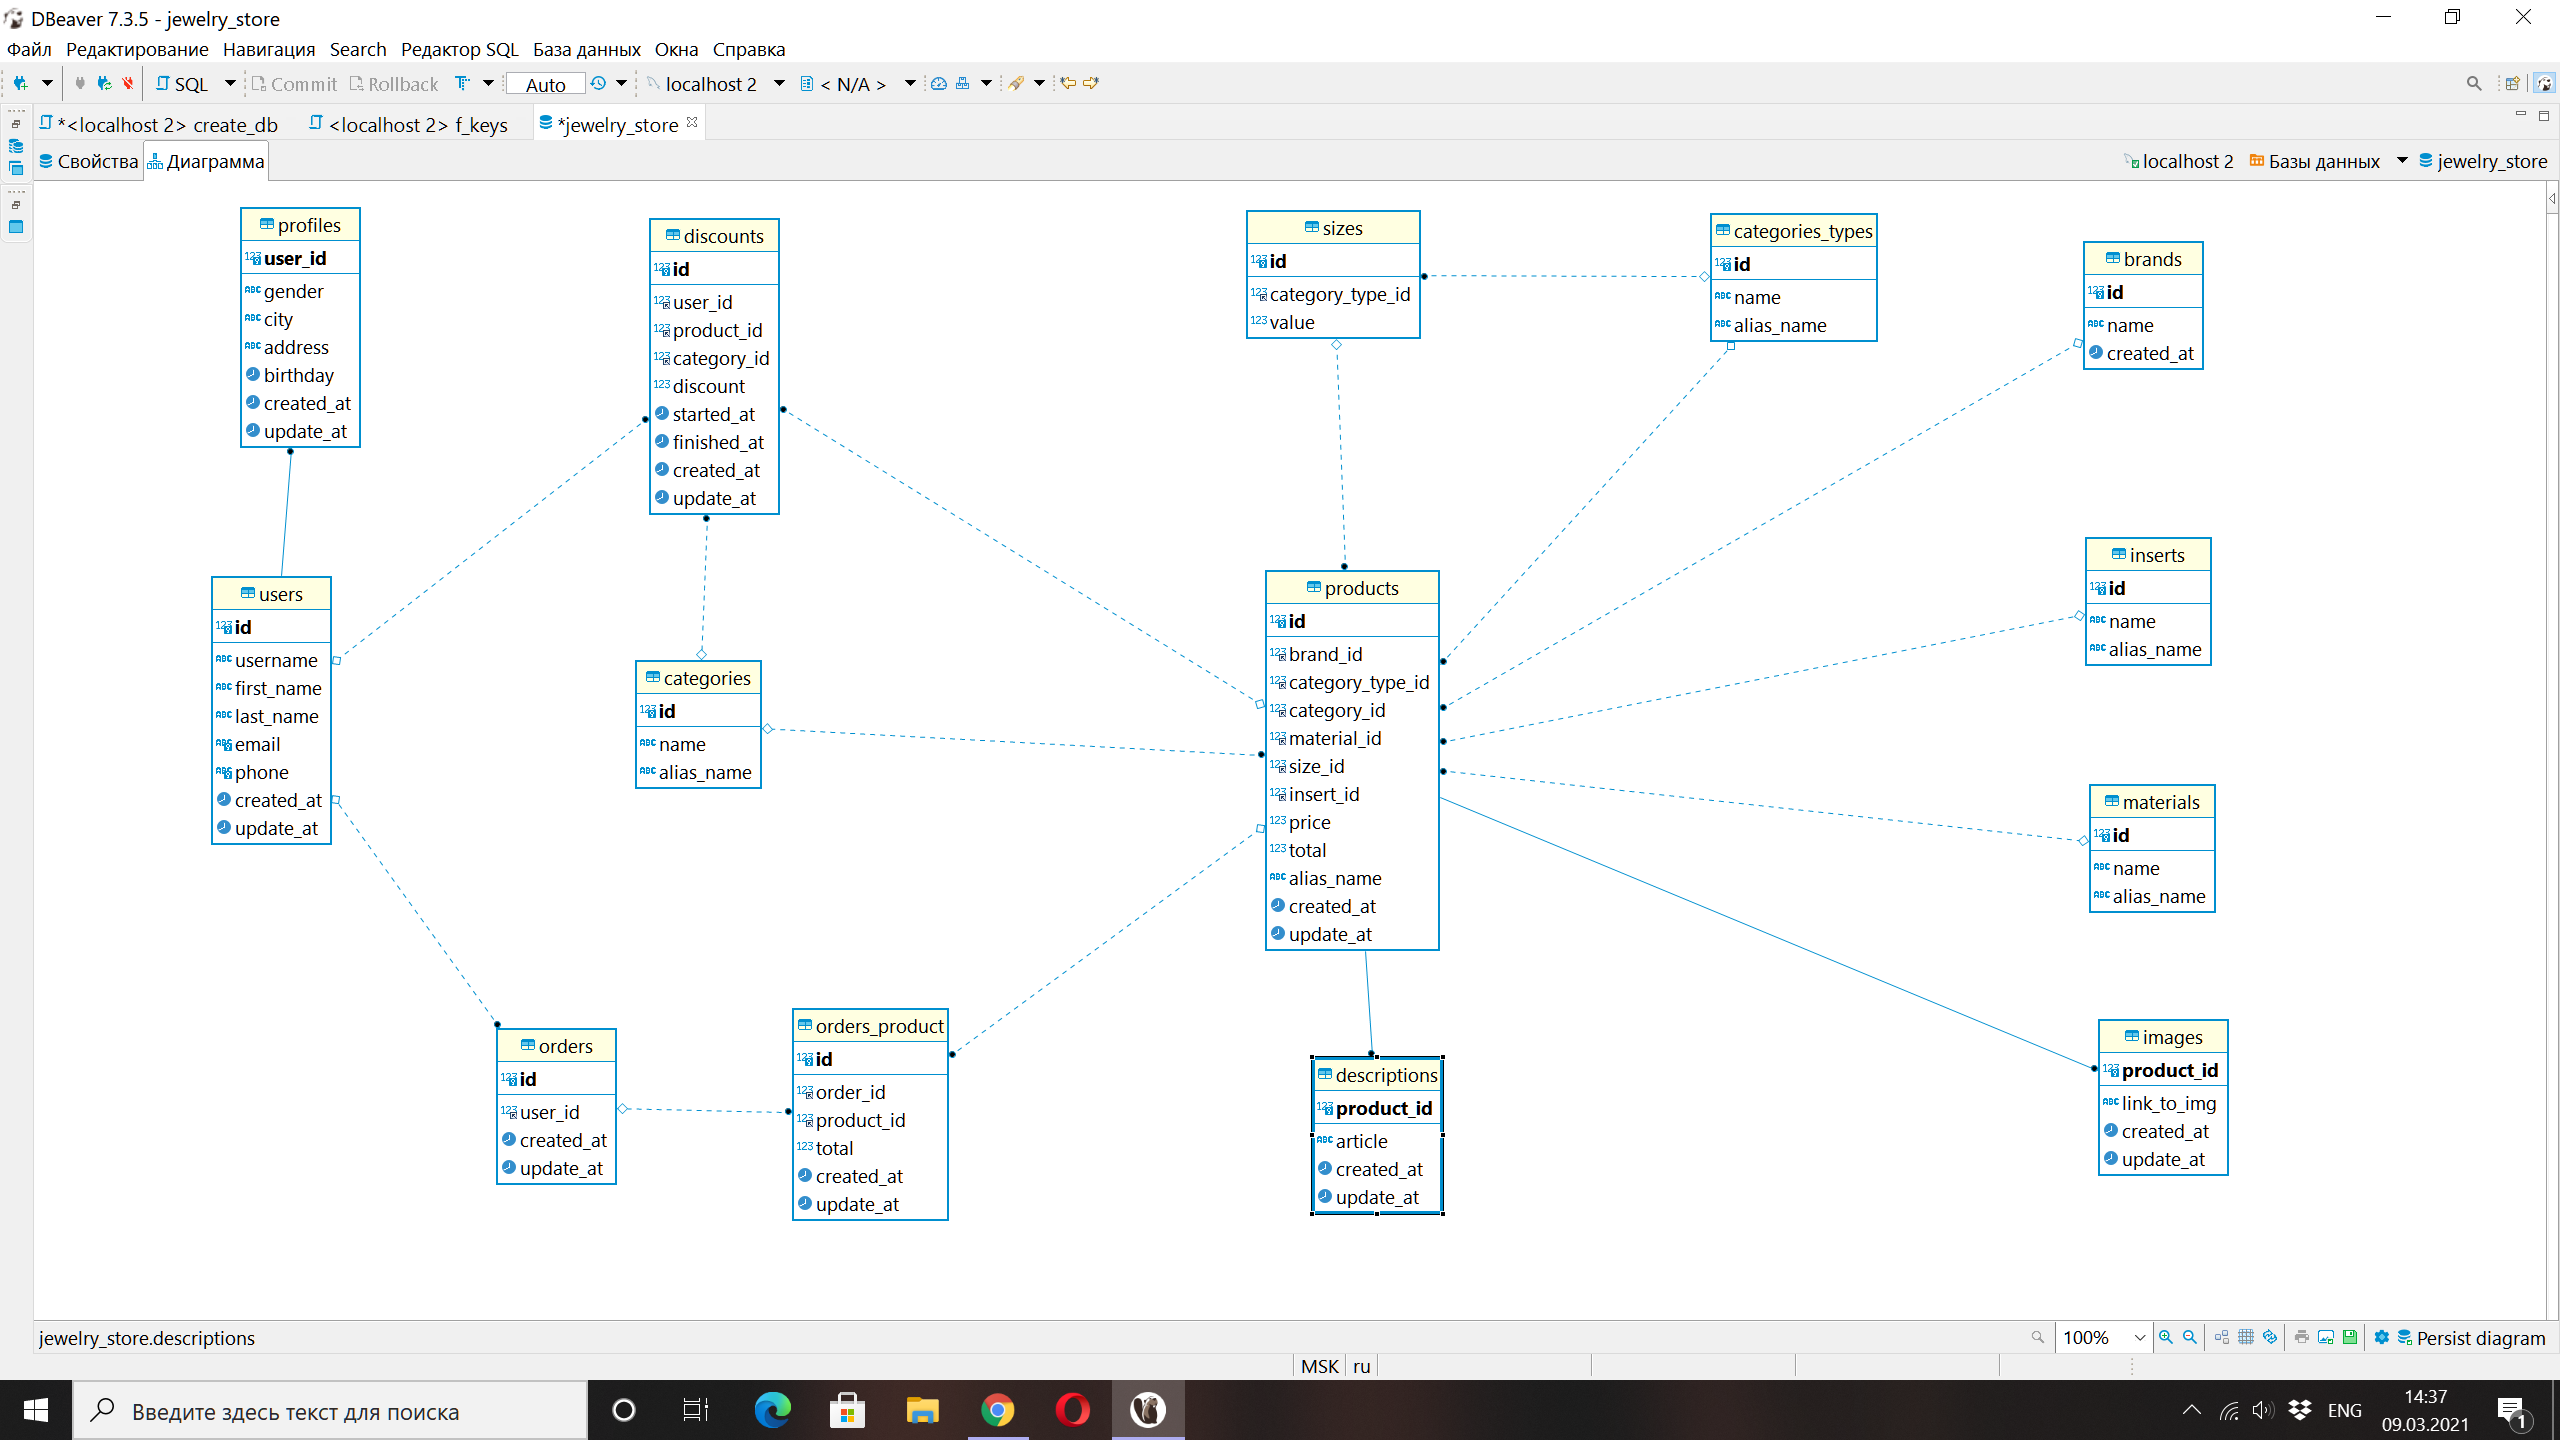 DBeaver 7.3.5 - jewelry_store
Файл Редактирование Навигация Search Редактор SQL База данных Окна Справка
SQL Commit Rollback Auto localhost 2 < N/A >
*<localhost 2> create_db <localhost 2> f_keys *jewelry_store
Свойства Диаграмма localhost 2 Базы данных jewelry_store
profiles
user_id
gender
city
address
birthday
created_at
update_at
discounts
id
user_id
product_id
category_id
discount
started_at
finished_at
created_at
update_at
sizes
id
category_type_id
value
categories_types
id
name
alias_name
brands
id
name
created_at
users
id
username
first_name
last_name
email
phone
created_at
update_at
categories
id
name
alias_name
products
id
brand_id
category_type_id
category_id
material_id
size_id
insert_id
price
total
alias_name
created_at
update_at
inserts
id
name
alias_name
materials
id
name
alias_name
orders
id
user_id
created_at
update_at
orders_product
id
order_id
product_id
total
created_at
update_at
descriptions
product_id
article
created_at
update_at
images
product_id
link_to_img
created_at
update_at
jewelry_store.descriptions 100% Persist diagram
MSK ru
Введите здесь текст для поиска ENG 14:37
09.03.2021
1